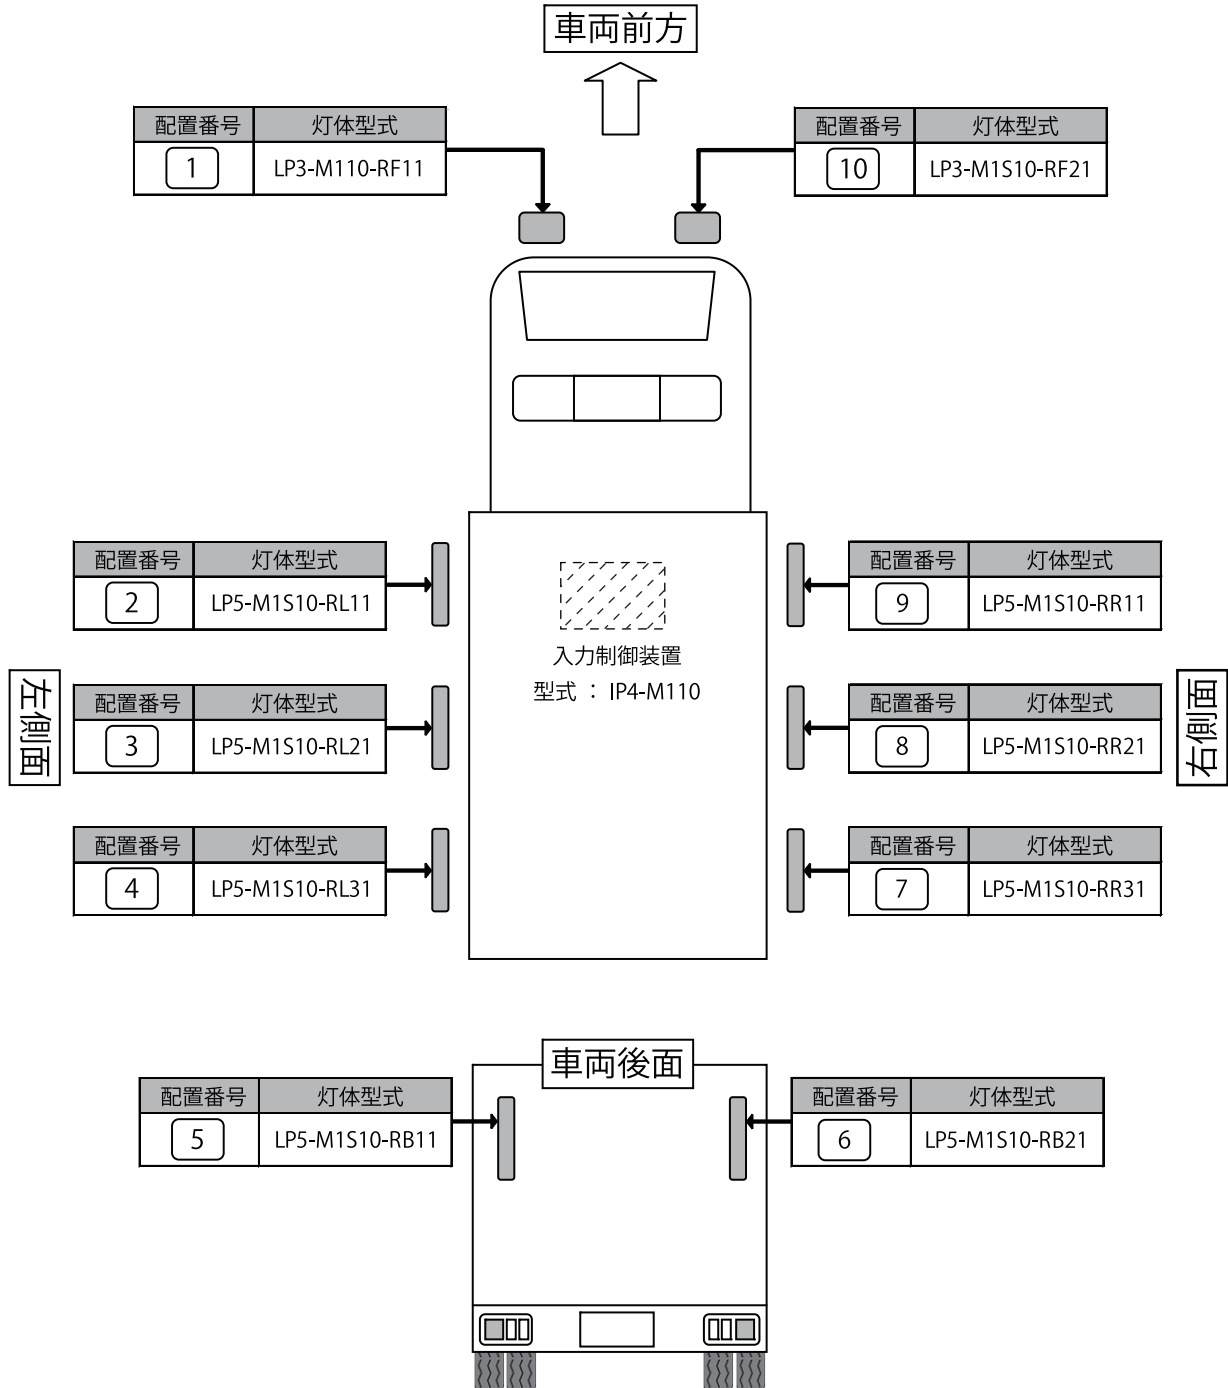 車両前方
配置番号 灯体型式
1 LP3-M110-RF11
配置番号 灯体型式
10 LP3-M1S10-RF21
配置番号 灯体型式
2 LP5-M1S10-RL11
配置番号 灯体型式
9 LP5-M1S10-RR11
入力制御装置
型式 : IP4-M110
左側面
配置番号 灯体型式
3 LP5-M1S10-RL21
配置番号 灯体型式
8 LP5-M1S10-RR21
右側面
配置番号 灯体型式
4 LP5-M1S10-RL31
配置番号 灯体型式
7 LP5-M1S10-RR31
車両後面
配置番号 灯体型式
5 LP5-M1S10-RB11
配置番号 灯体型式
6 LP5-M1S10-RB21